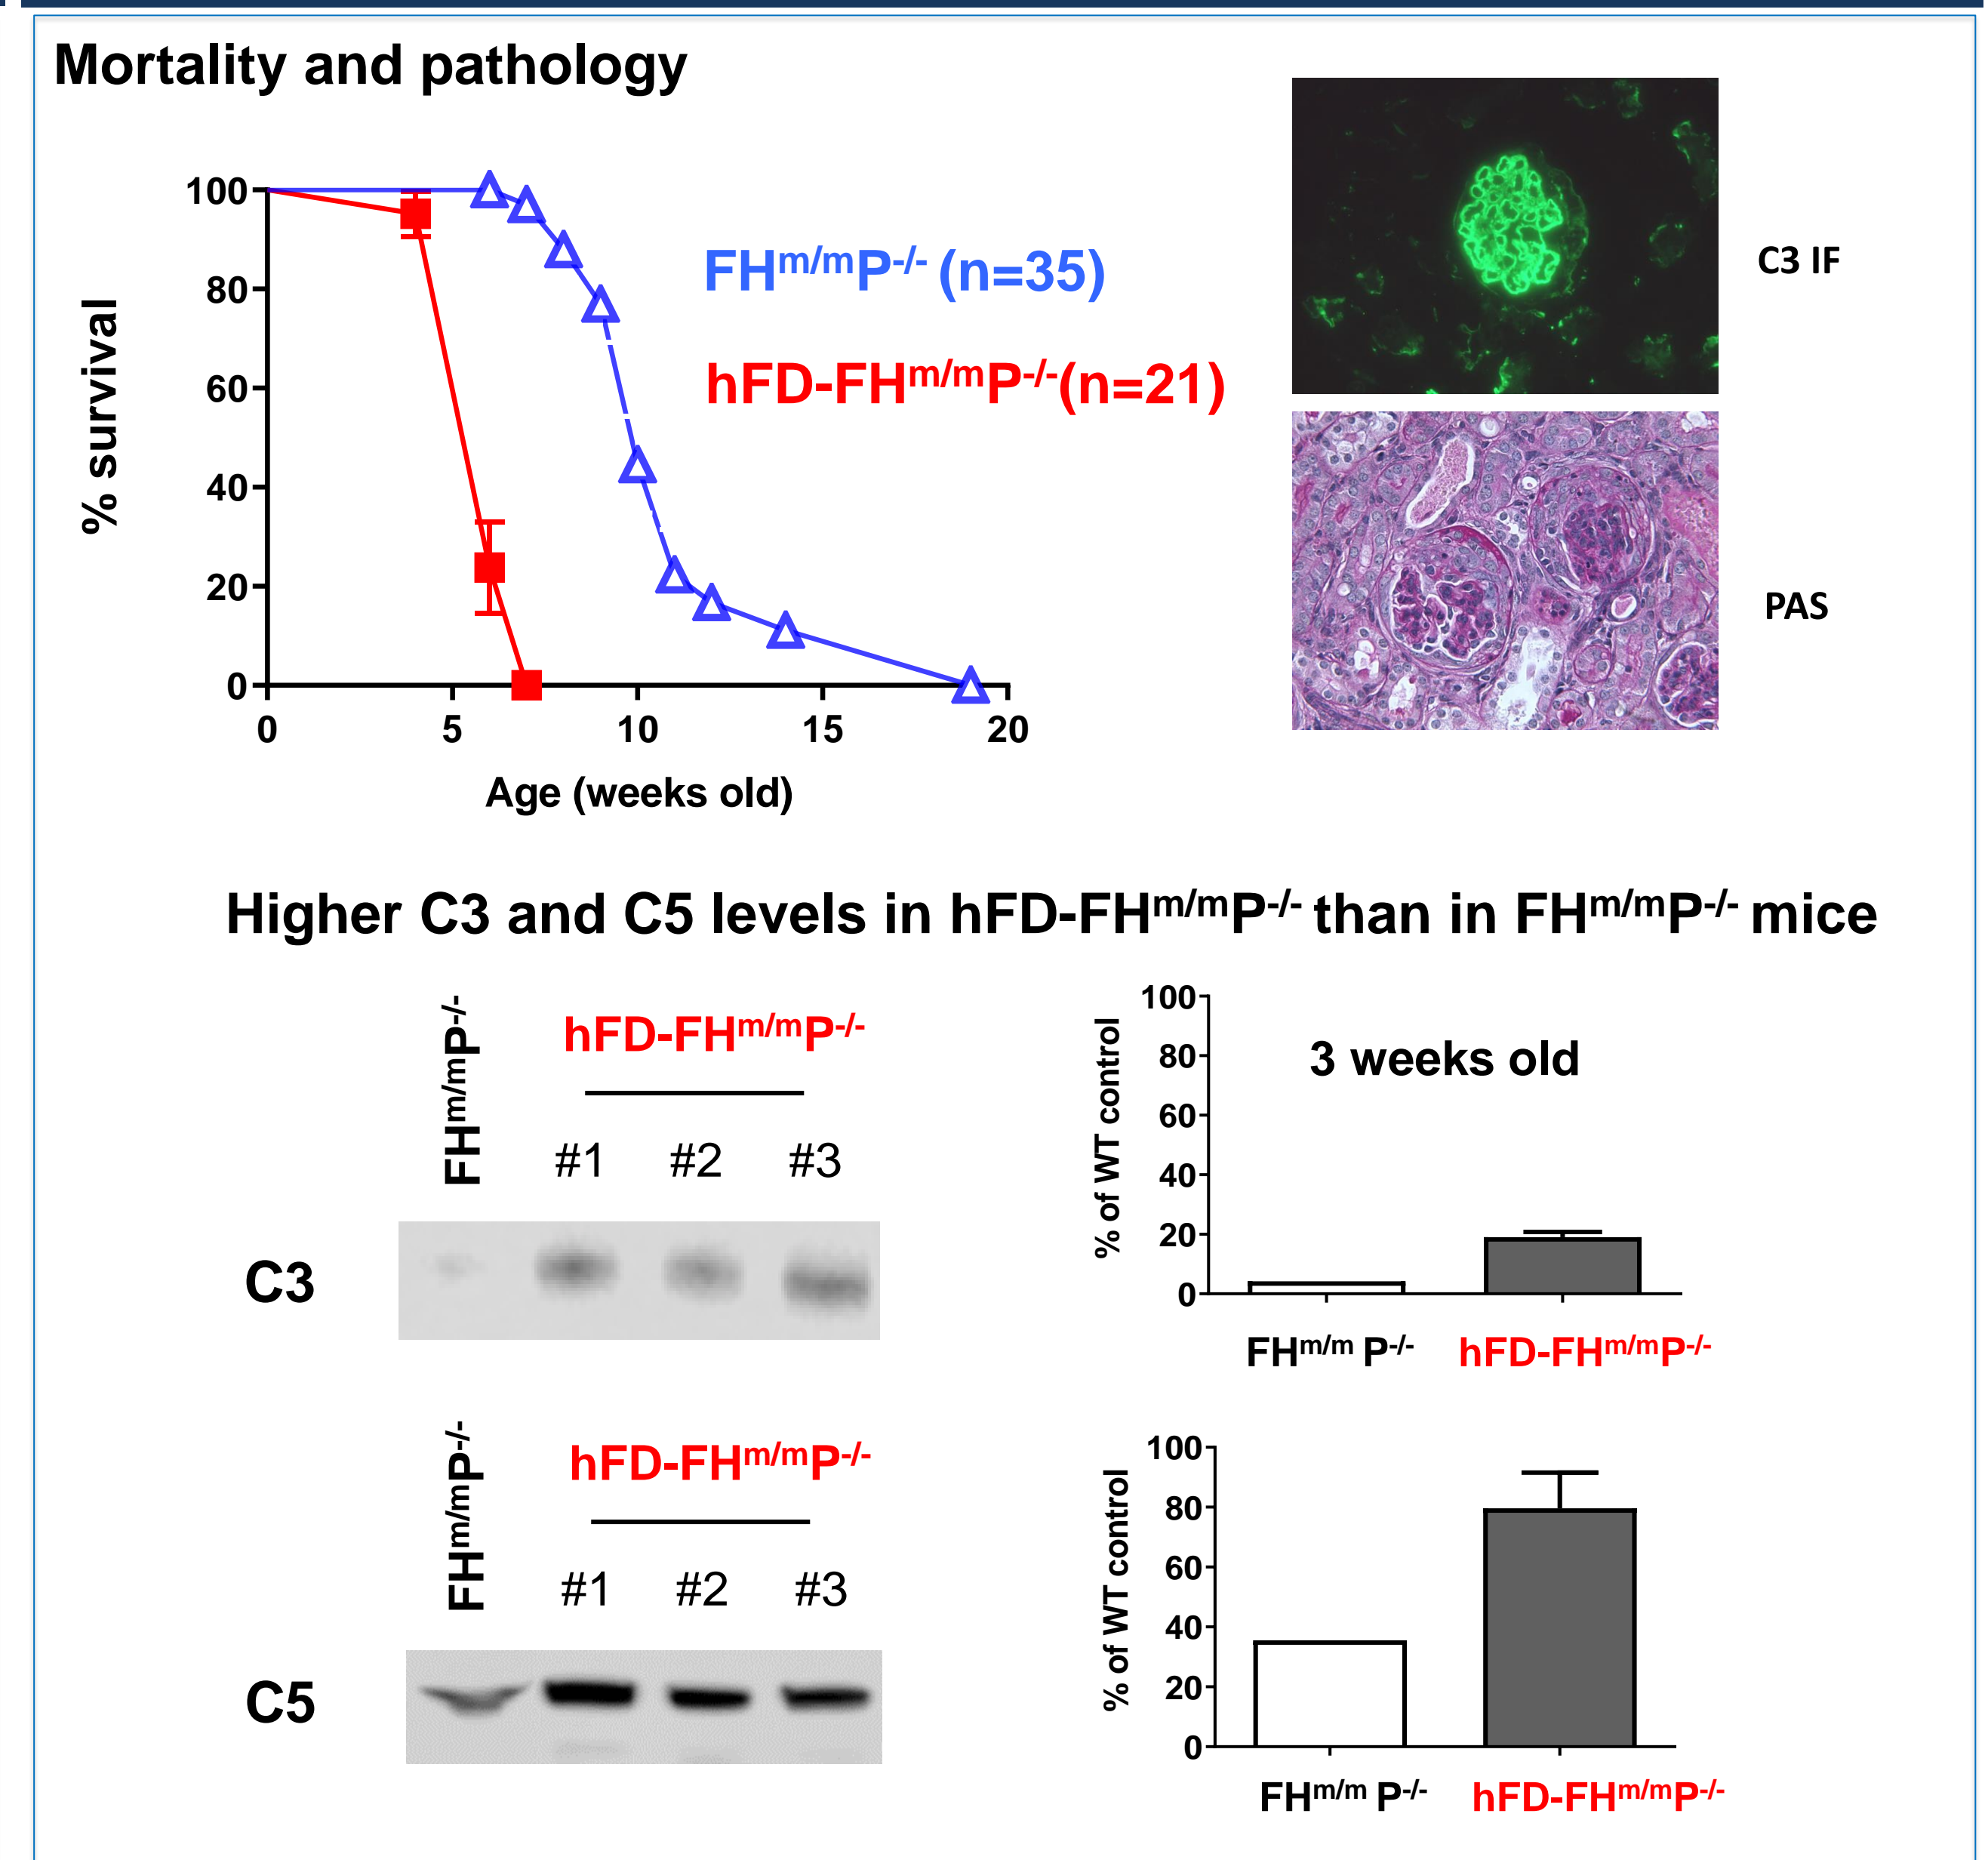 Mortality and pathology
100
80
60
40
20
0
% survival
0 5 10 15 20
Age (weeks old)
FHm/mP-/- (n=35)
hFD-FHm/mP-/-(n=21)
C3 IF
PAS
Higher C3 and C5 levels in hFD-FHm/mP-/- than in FHm/mP-/- mice
FHm/mP-/-
hFD-FHm/mP-/-
#1 #2 #3
C3
% of WT control
100
80
60
40
20
0
3 weeks old
FHm/m P-/- hFD-FHm/mP-/-
FHm/mP-/-
hFD-FHm/mP-/-
#1 #2 #3
C5
% of WT control
100
80
60
40
20
0
FHm/m P-/- hFD-FHm/mP-/-